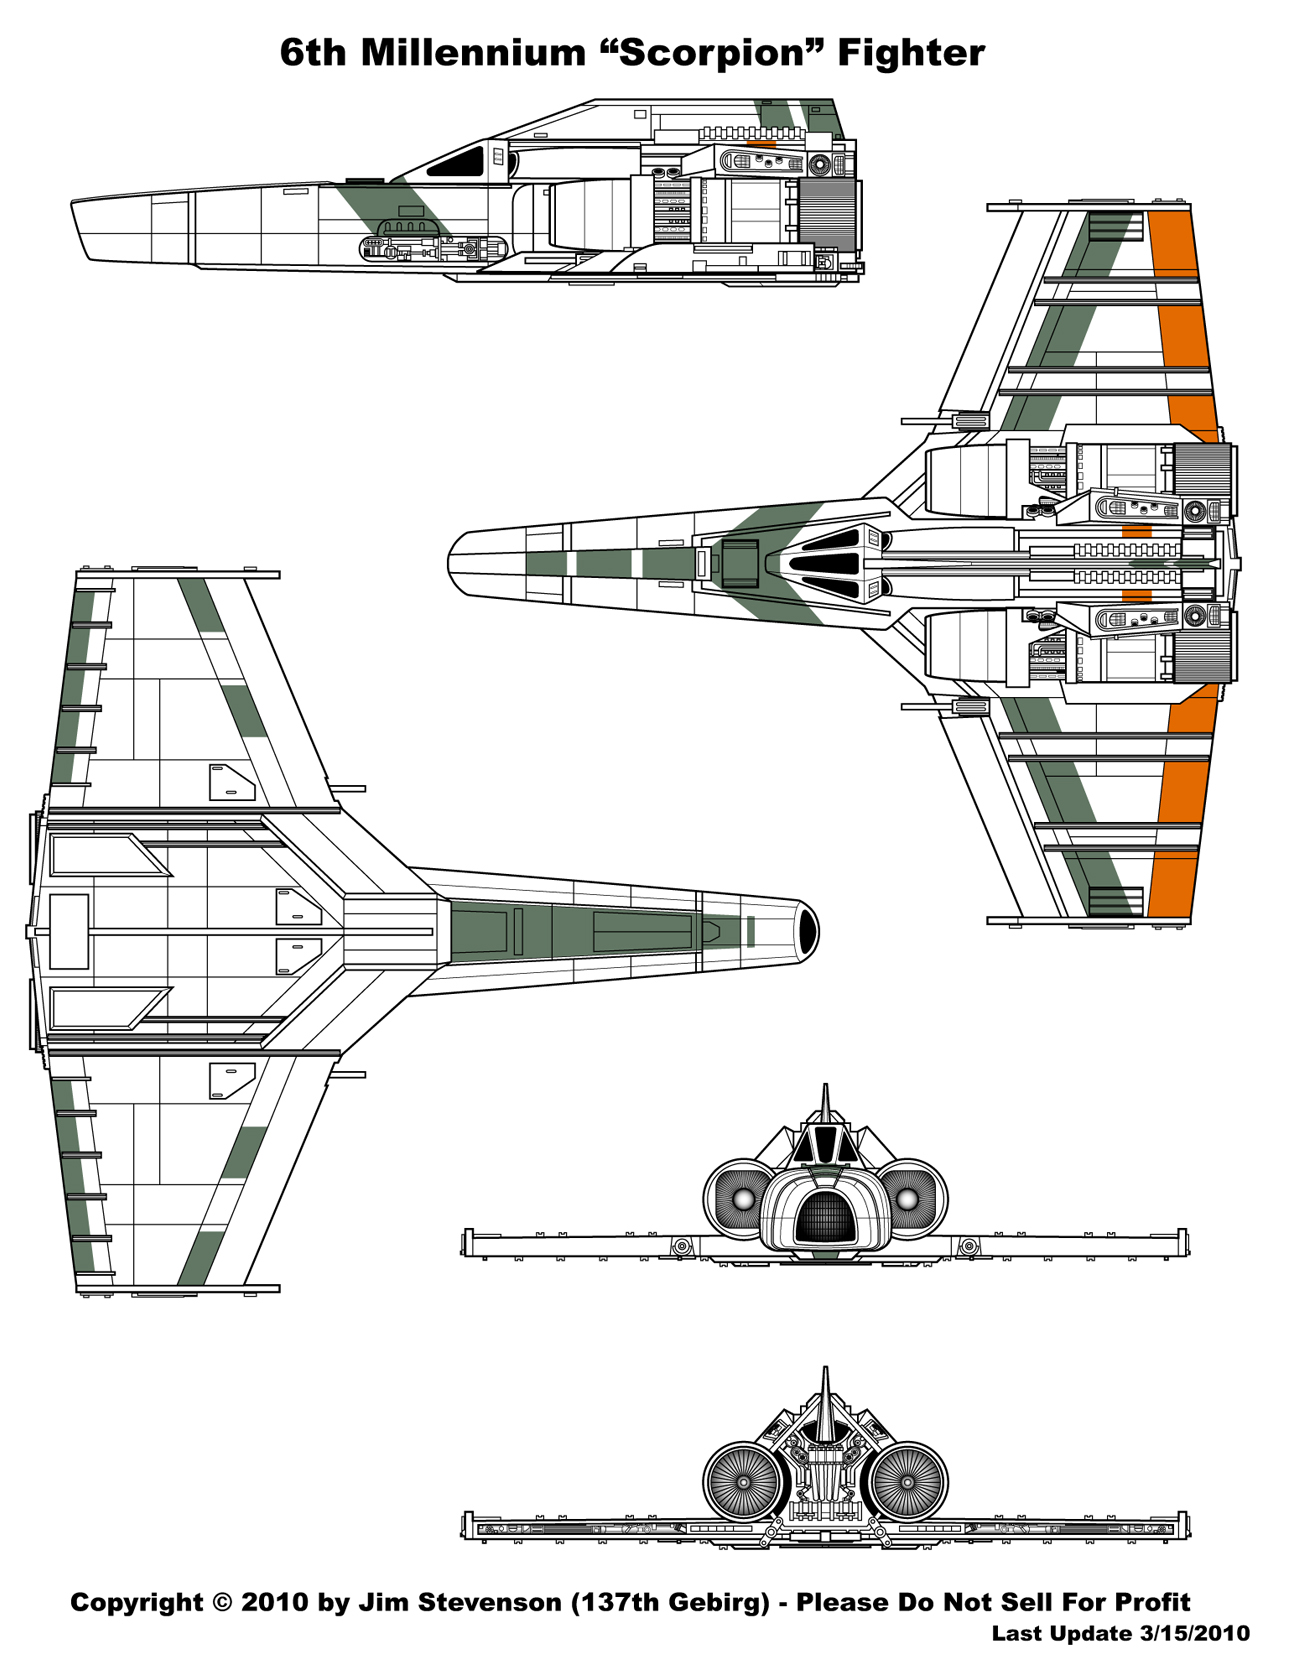 6th Millennium “Scorpion” Fighter
Copyright © 2010 by Jim Stevenson (137th Gebirg) - Please Do Not Sell For Profit
Last Update 3/15/2010